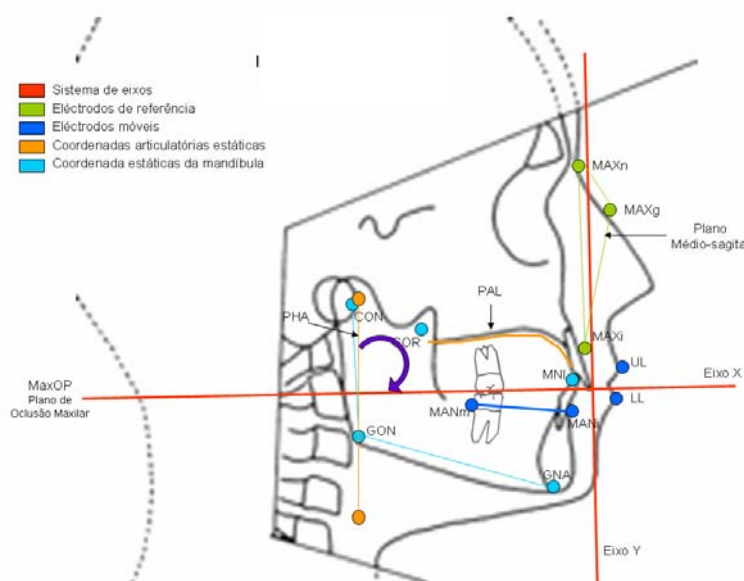 Sistema de eixos
Eléctrodos de referência
Eléctrodos móveis
Coordenadas articulatórias estáticas
Coordenada estáticas da mandíbula
MAXn
MAXg
Plano
Médio-sagita
PAL
PHA
CON
COR
MAXi
UL
Eixo X
MNI
MaxOP
Plano de
Oclusão Maxilar
LL
MANm
MANi
GON
GNA
Eixo Y